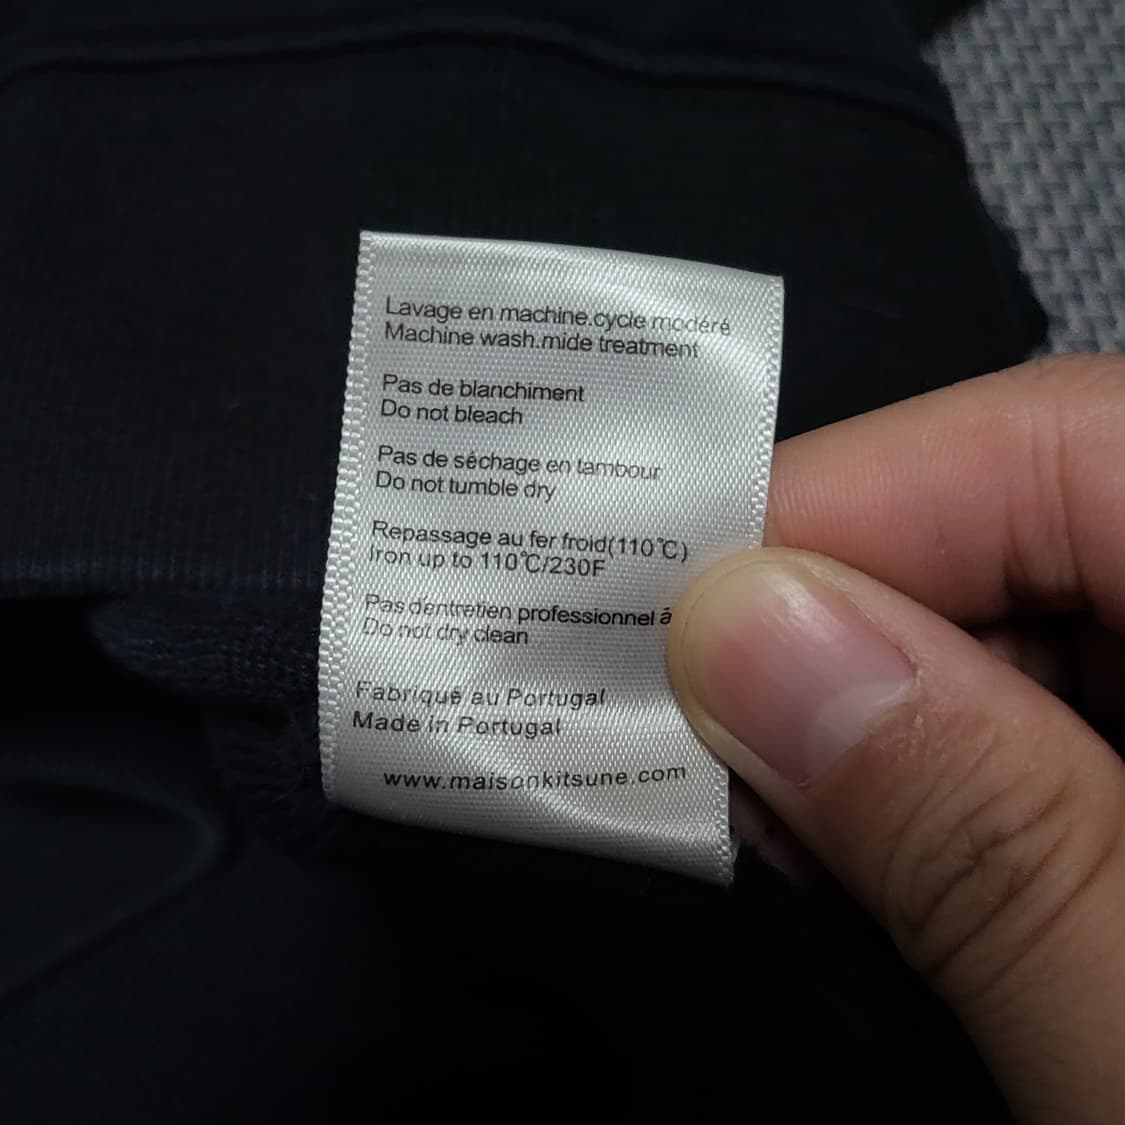 Lavage en machine.cycle modéré
Machine wash.mide treatment
Pas de blanchiment
Do not bleach
Pas de séchage en tambour
Do not tumble dry
Repassage au fer froid(110℃)
Iron up to 110℃/230F
Pas dentretien professionnel á
Do not dry clean
Fabriqué au Portugal
Made in Portugal
www.maisonkitsune.com